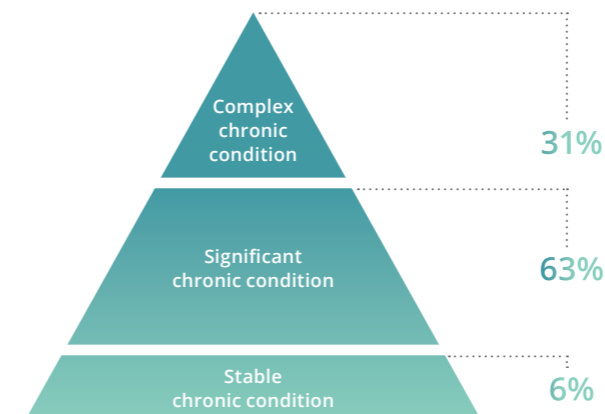 Complex
chronic
condition
31%
Significant
chronic condition
63%
Stable
chronic condition
6%